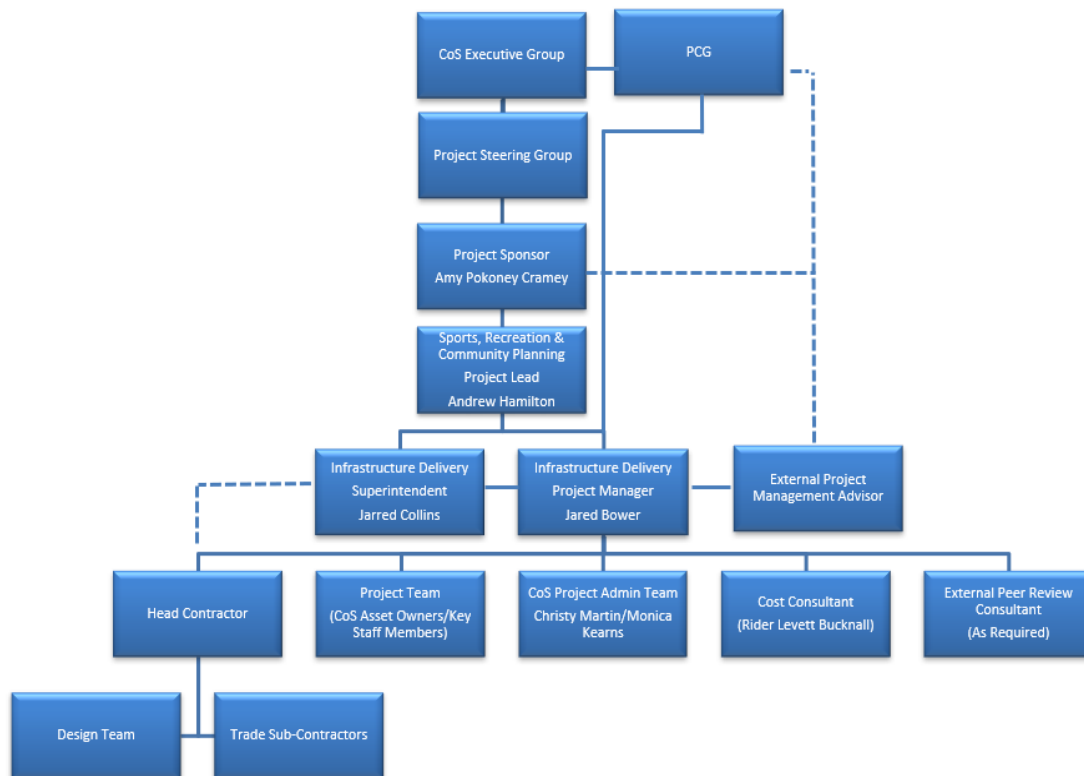 CoS Executive Group
PCG
Project Steering Group
Project Sponsor
Amy Pokoney Cramey
Sports, Recreation &
Community Planning
Project Lead
Andrew Hamilton
Infrastructure Delivery
Superintendent
Jarred Collins
Infrastructure Delivery
Project Manager
Jared Bower
External Project
Management Advisor
Head Contractor
Project Team
(CoS Asset Owners/Key
Staff Members)
CoS Project Admin Team
Christy Martin/Monica
Kearns
Cost Consultant
(Rider Levett Bucknall)
External Peer Review
Consultant
(As Required)
Design Team
Trade Sub-Contractors